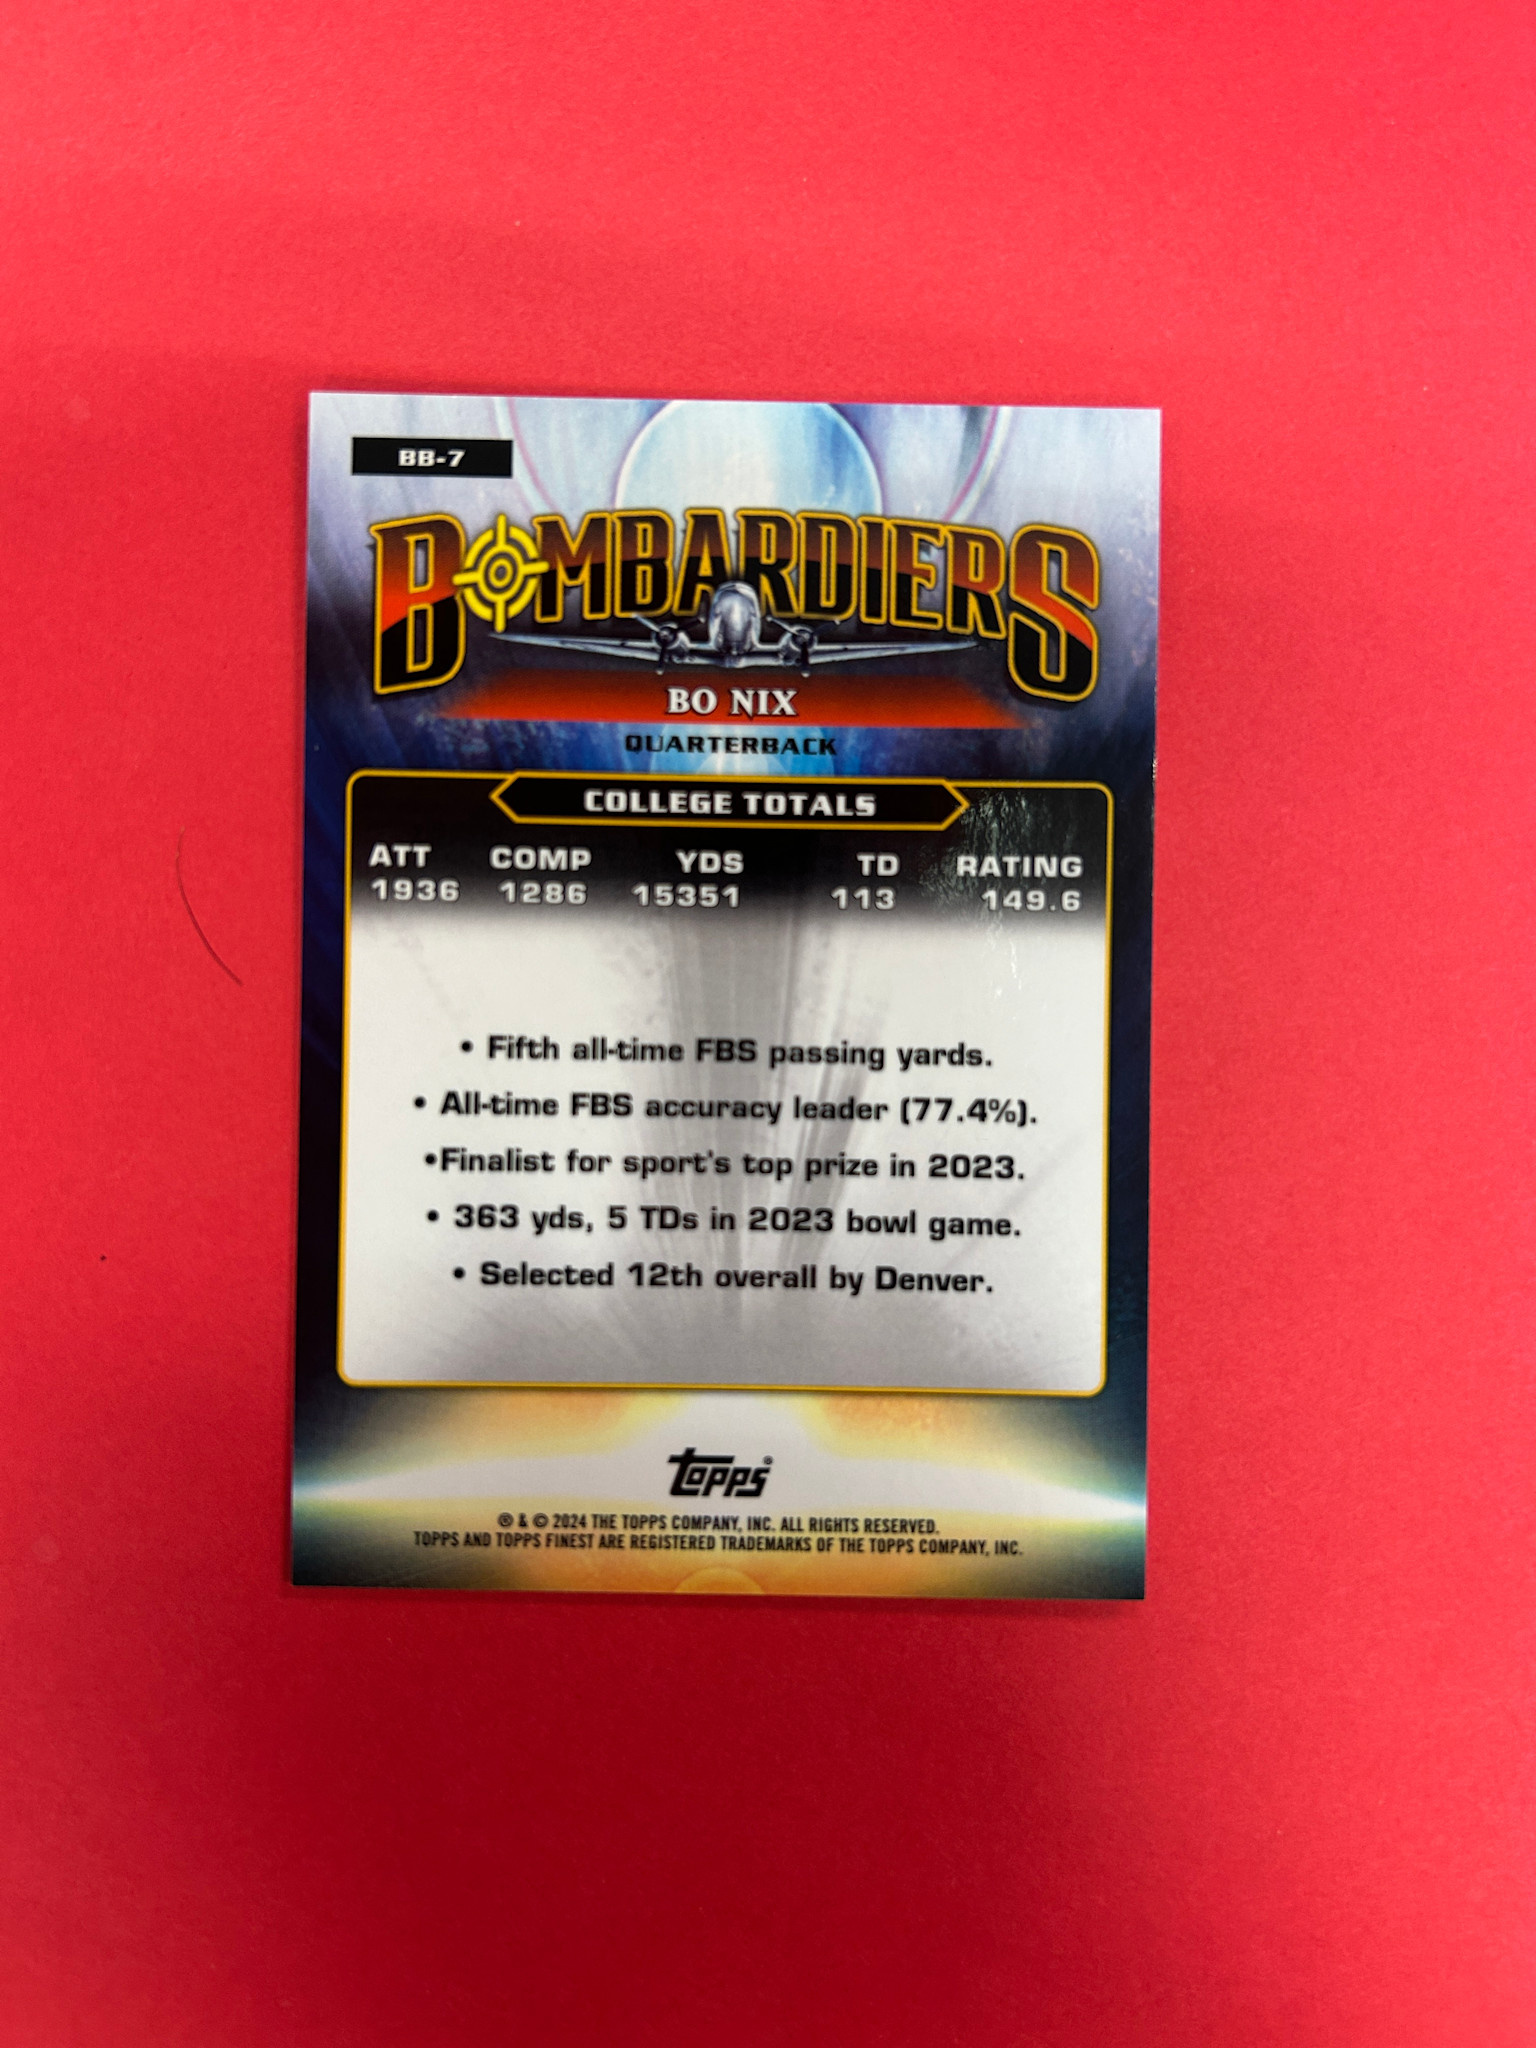 BB-7
BOMBARDIERS
BO NIX
QUARTERBACK
COLLEGE TOTALS
ATT COMP YDS TD RATING
1936 1286 15351 113 149.6
• Fifth all-time FBS passing yards.
• All-time FBS accuracy leader (77.4%).
•Finalist for sport's top prize in 2023.
• 363 yds, 5 TDs in 2023 bowl game.
• Selected 12th overall by Denver.
topps®
® & © 2024 THE TOPPS COMPANY, INC. ALL RIGHTS RESERVED.
TOPPS AND TOPPS FINEST ARE REGISTERED TRADEMARKS OF THE TOPPS COMPANY, INC.